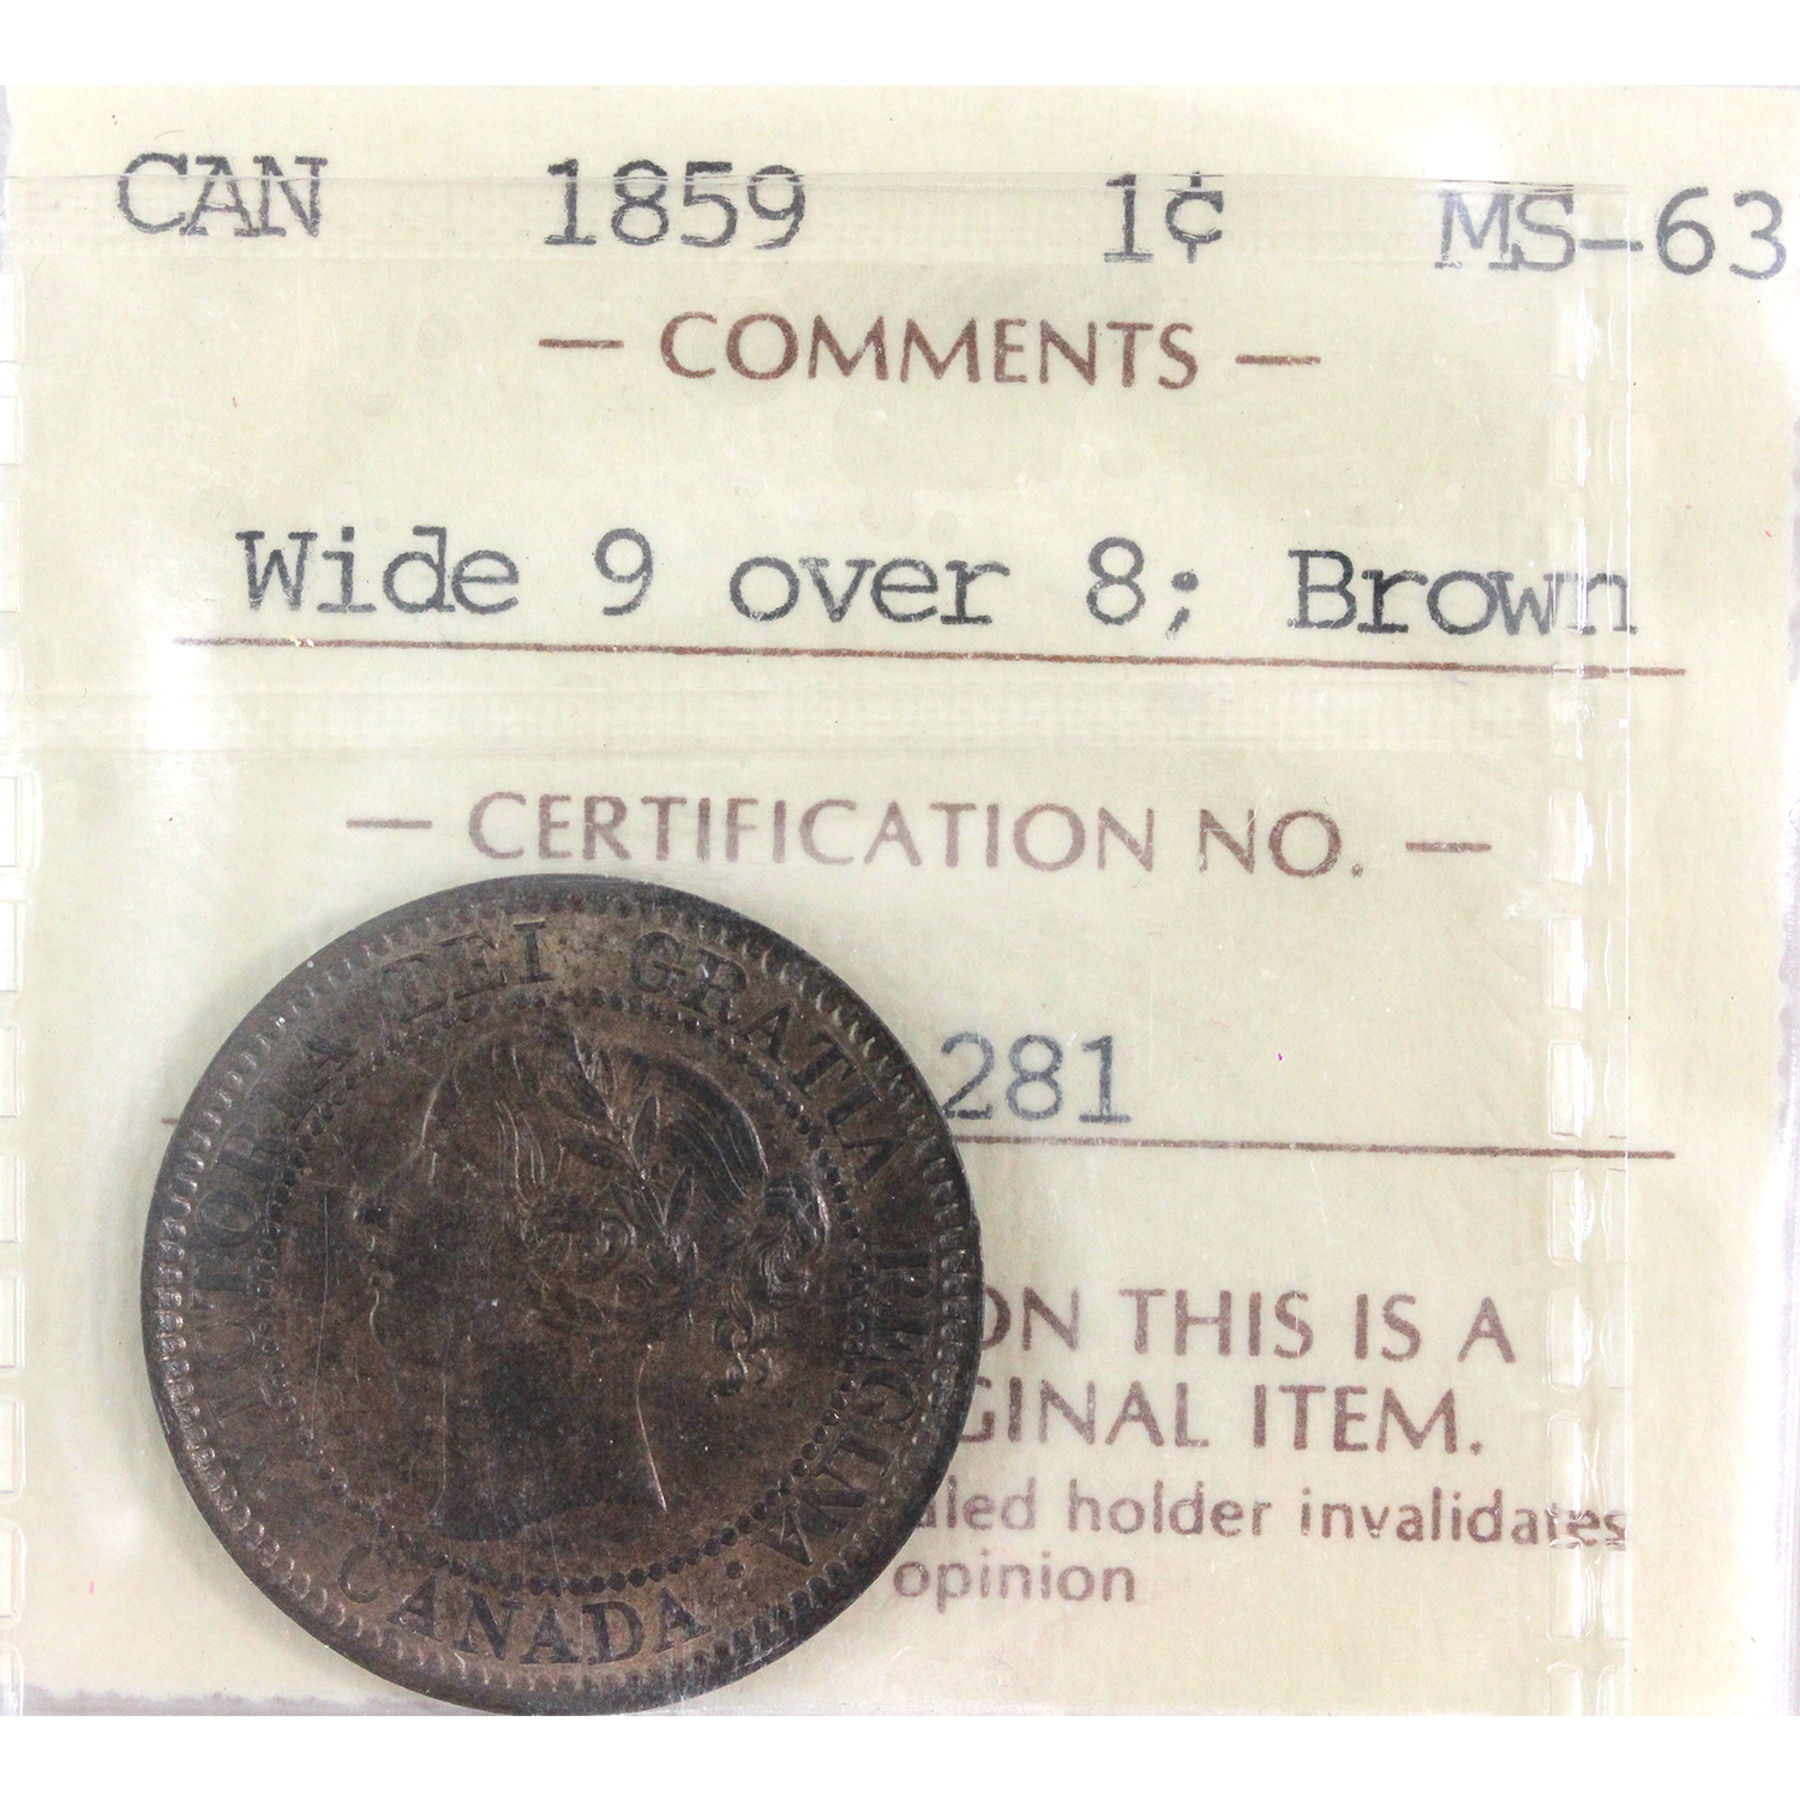 CAN 1859 1¢ MS-63
— COMMENTS —
Wide 9 over 8; Brown
— CERTIFICATION NO. —
281
ON THIS IS A
GINAL ITEM.
aled holder invalidates
opinion
VICTORIA DEI GRATIA REGINA.
CANADA